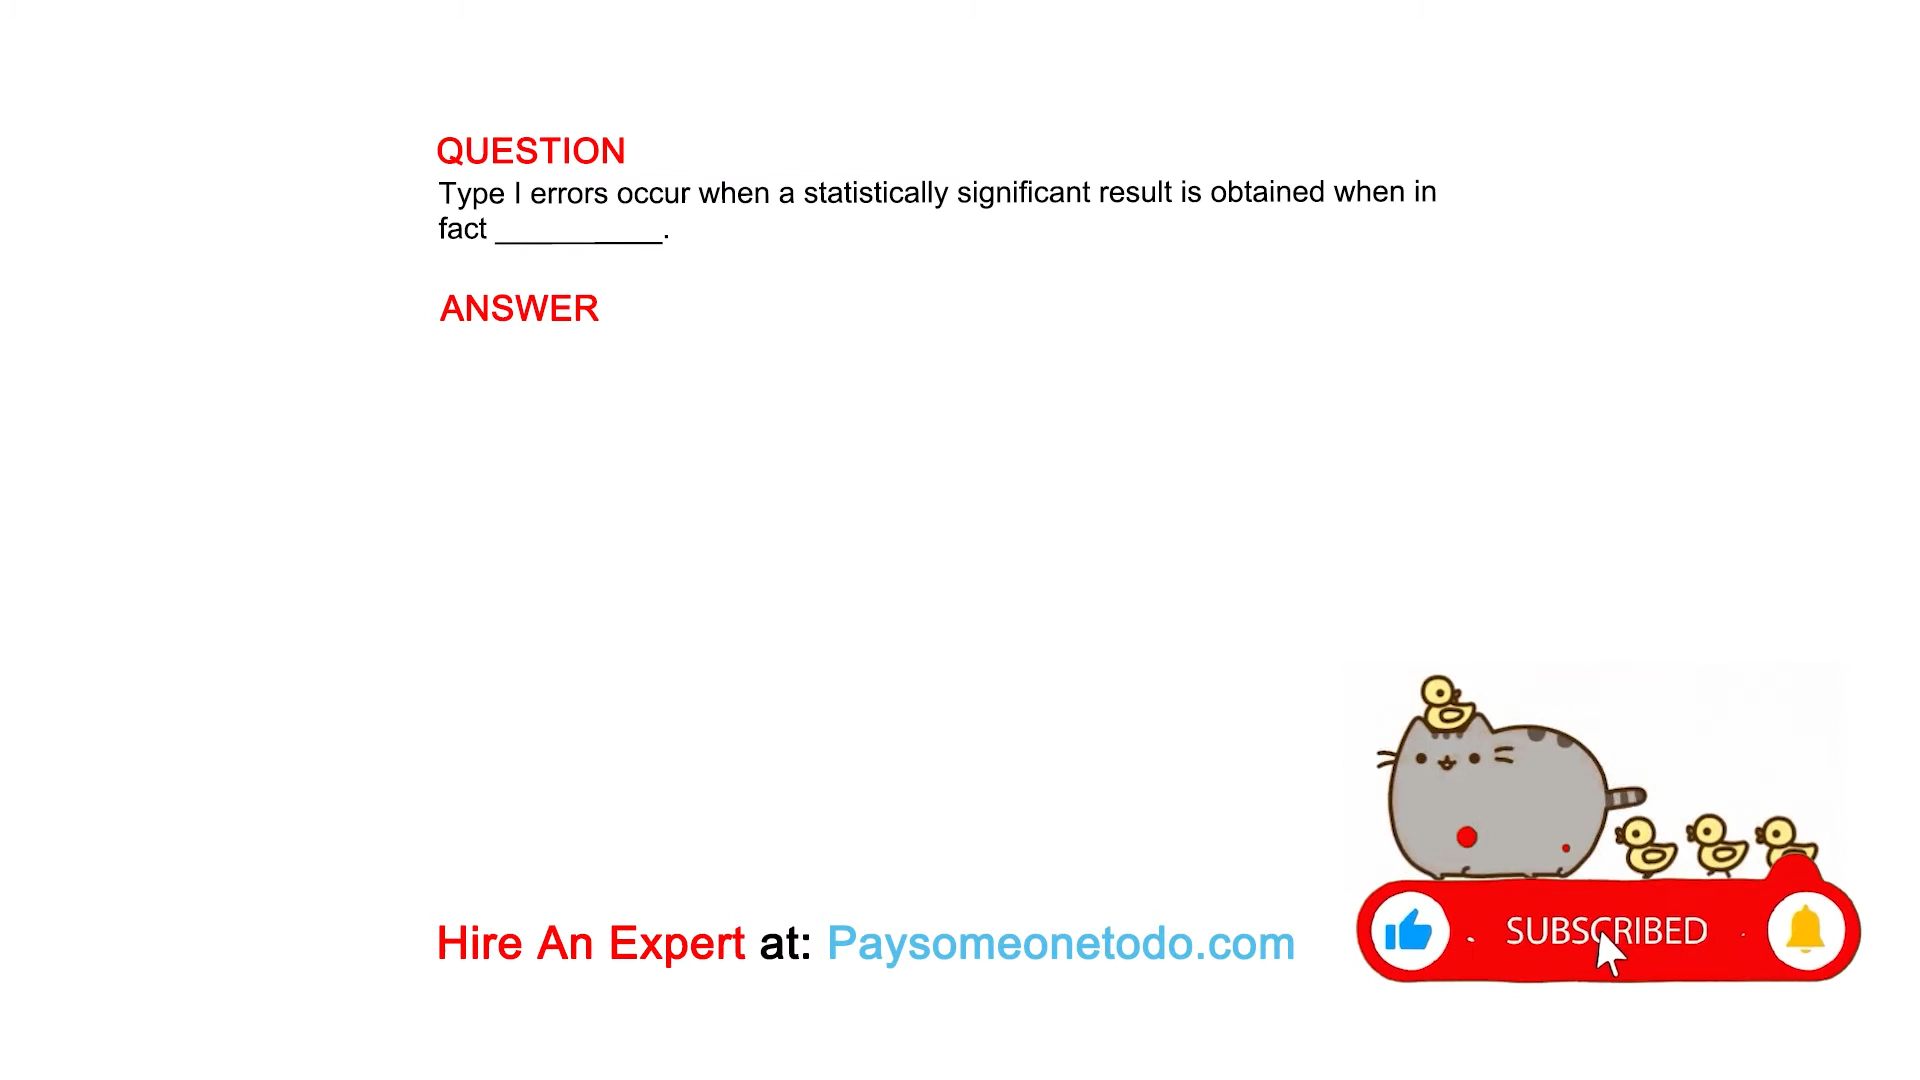 QUESTION
Type I errors occur when a statistically significant result is obtained when in
fact __________.
ANSWER
Hire An Expert at: Paysomeonetodo.com
SUBSCRIBED